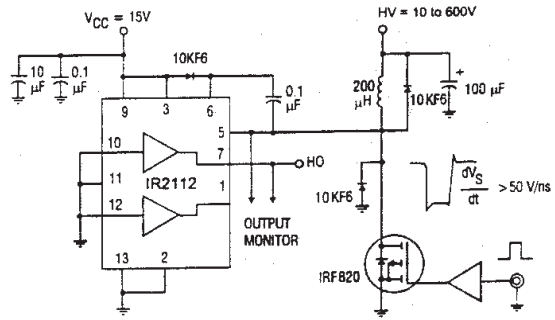 VCC = 15V
HV = 10 to 600V
10KF6
10 µF
0.1 µF
0.1 µF
200 µH
10KF6
+
100 µF
9
3
6
5
7
1
10
11
12
IR2112
13
2
HO
OUTPUT
MONITOR
10KF6
dVS
dt
> 50 V/ns
IRF820